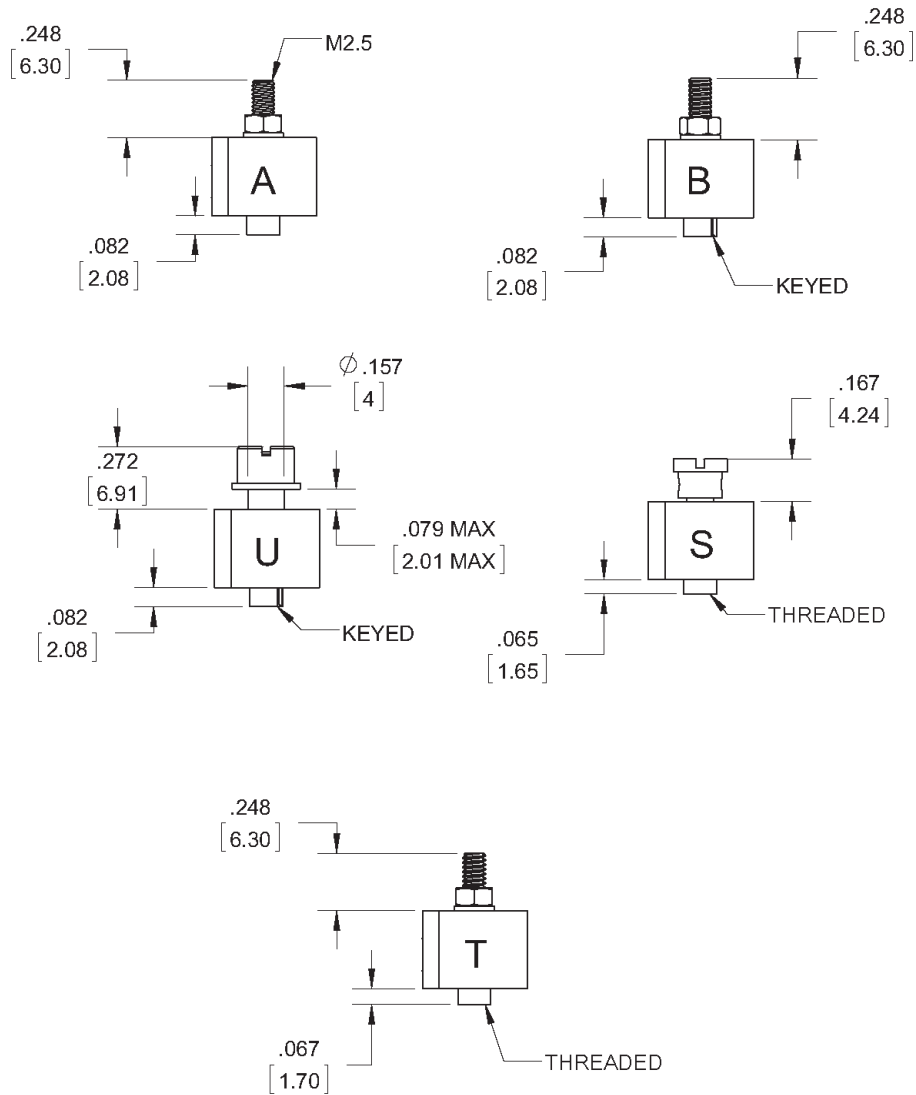 .248
[6.30]
M2.5
A
.082
[2.08]
.248
[6.30]
B
.082
[2.08]
KEYED
Ø .157
[4]
.272
[6.91]
U
.079 MAX
[2.01 MAX]
.082
[2.08]
KEYED
.167
[4.24]
S
.065
[1.65]
THREADED
.248
[6.30]
T
.067
[1.70]
THREADED